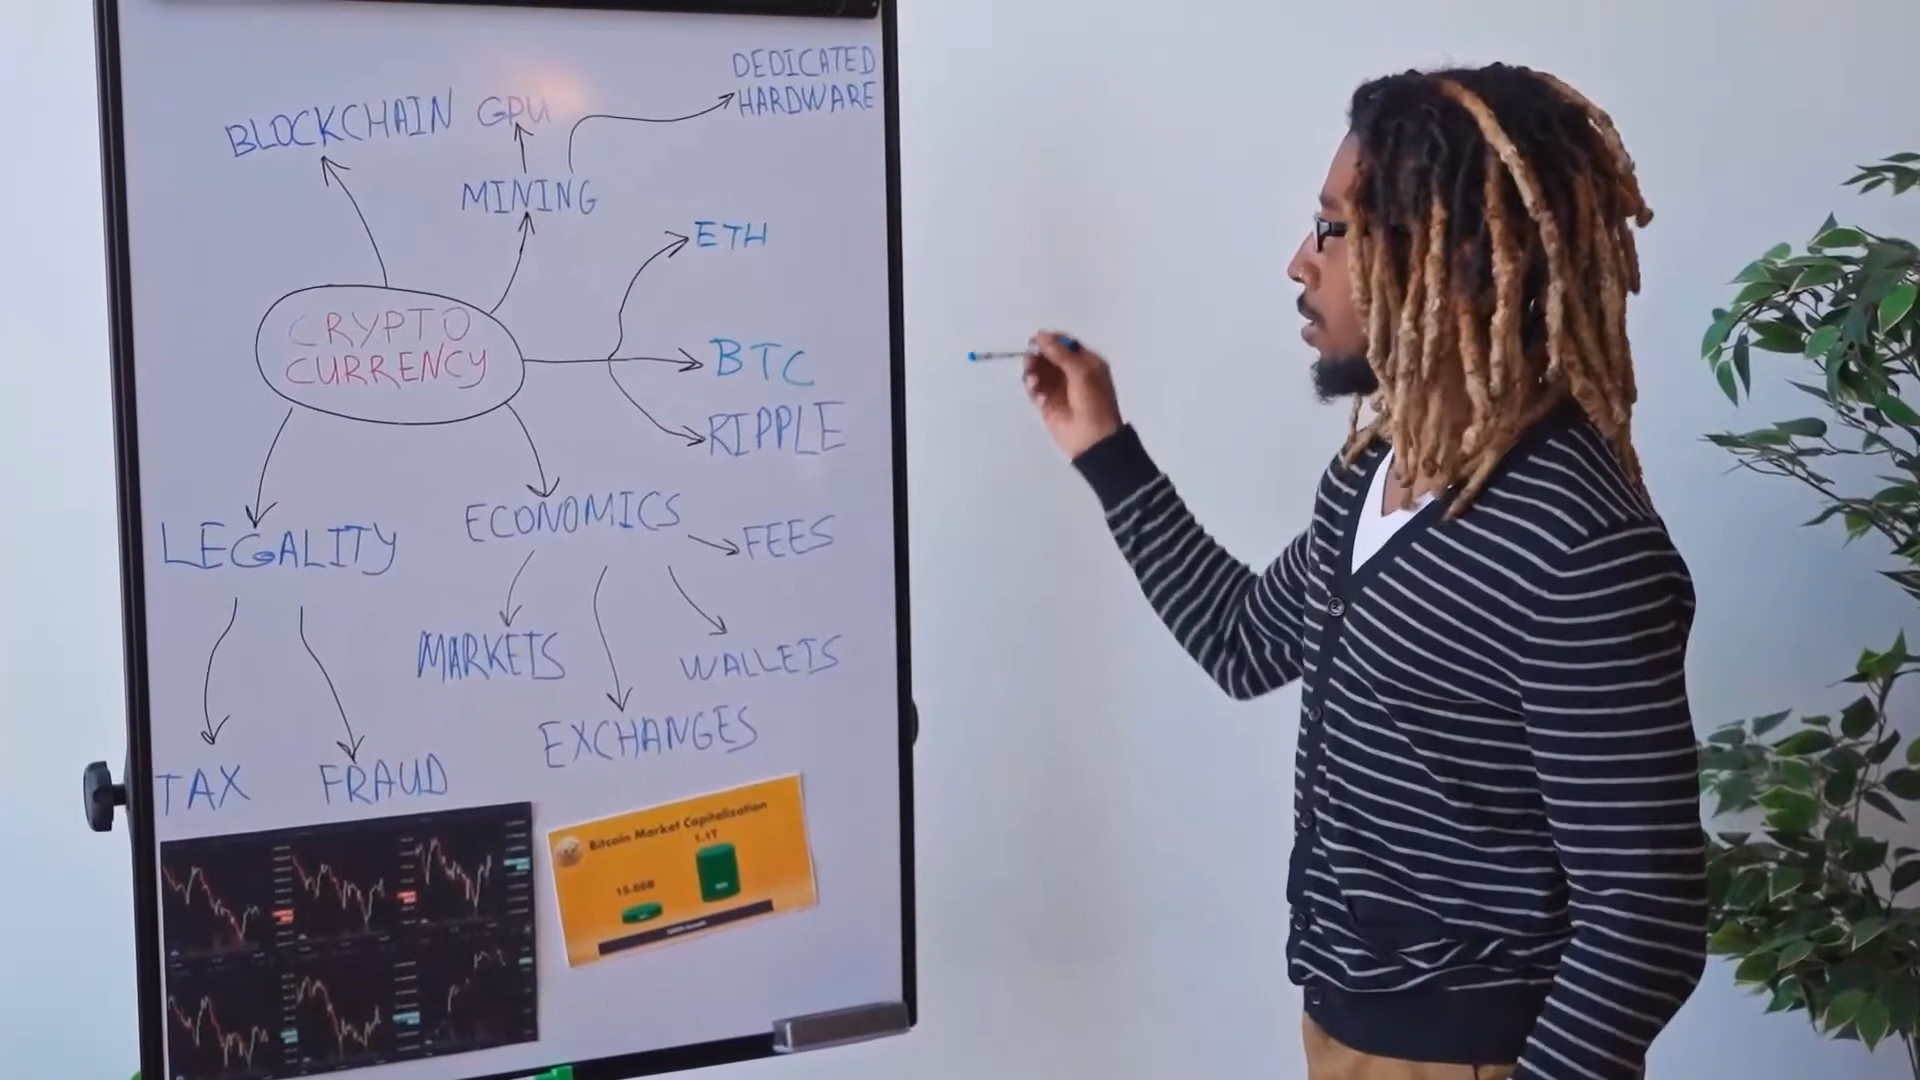 DEDICATED
HARDWARE
BLOCKCHAIN
GPU
MINING
ETH
CRYPTO
CURRENCY
BTC
RIPPLE
LEGALITY
ECONOMICS
FEES
MARKETS
WALLETS
EXCHANGES
TAX
FRAUD
Bitcoin Market Capitalisation
1.1T
15.66B